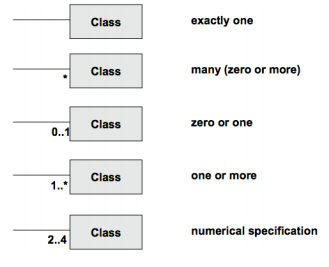 Class exactly one
* Class many (zero or more)
0..1 Class zero or one
1..* Class one or more
2..4 Class numerical specification